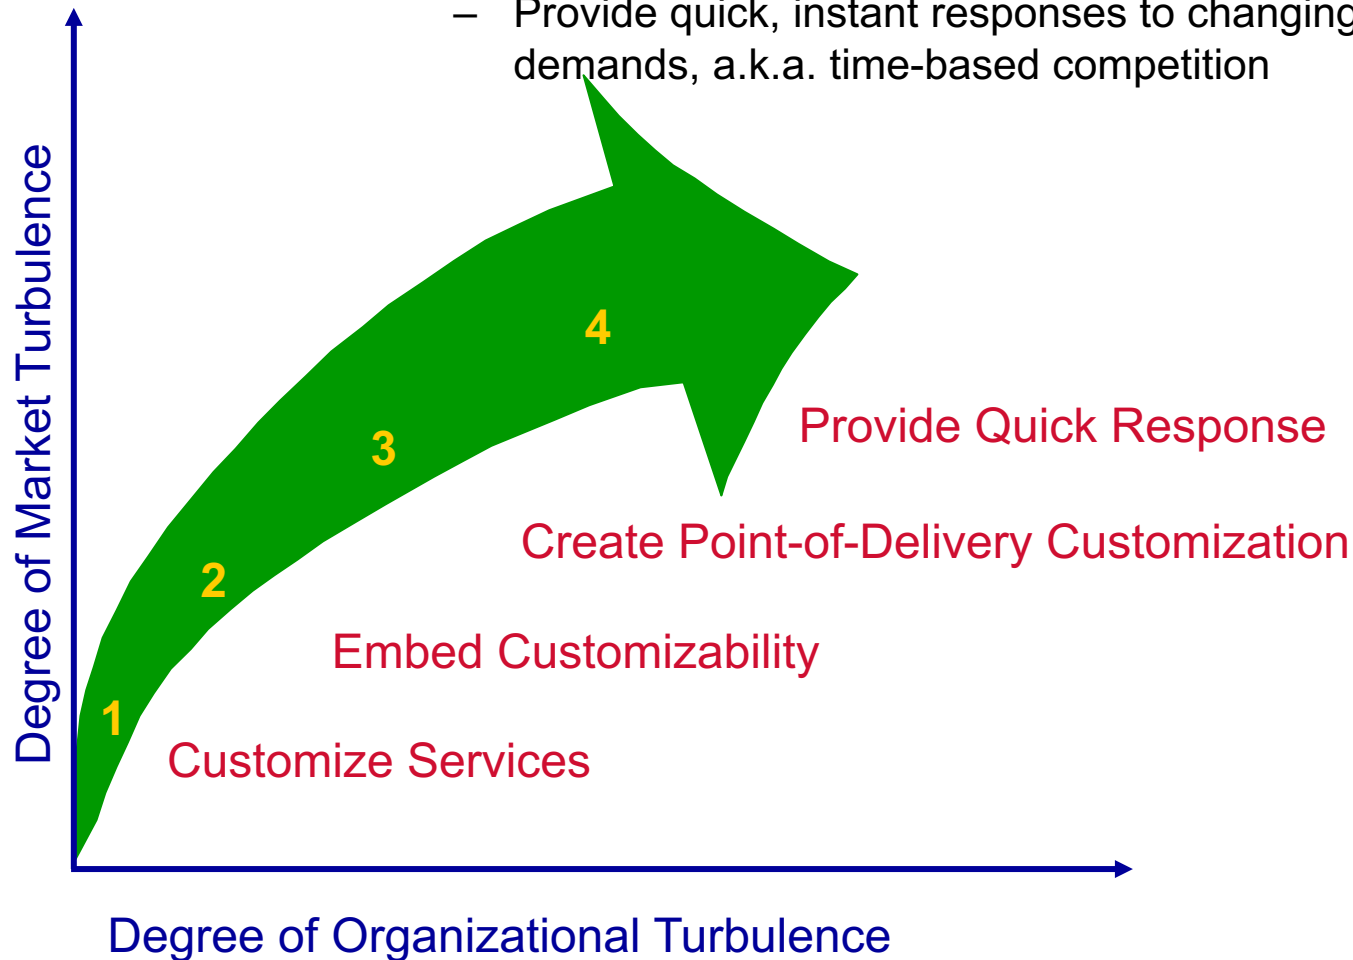 – Provide quick, instant responses to changing
demands, a.k.a. time-based competition
Degree of Market Turbulence
4
Provide Quick Response
3
Create Point-of-Delivery Customization
2
Embed Customizability
1
Customize Services
Degree of Organizational Turbulence